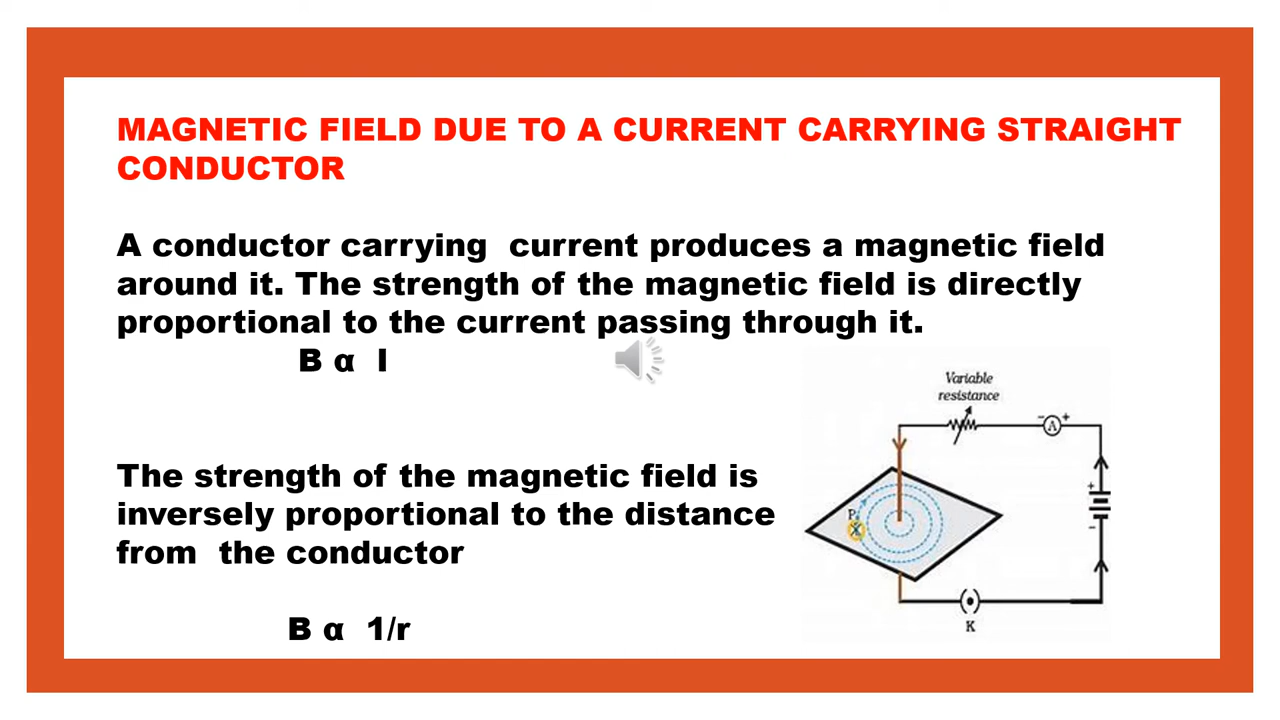 MAGNETIC FIELD DUE TO A CURRENT CARRYING STRAIGHT
CONDUCTOR
A conductor carrying  current produces a magnetic field
around it. The strength of the magnetic field is directly
proportional to the current passing through it.
B α  I
Variable
resistance
- A +
The strength of the magnetic field is
inversely proportional to the distance
from  the conductor
+
P
-
B α  1/r
K